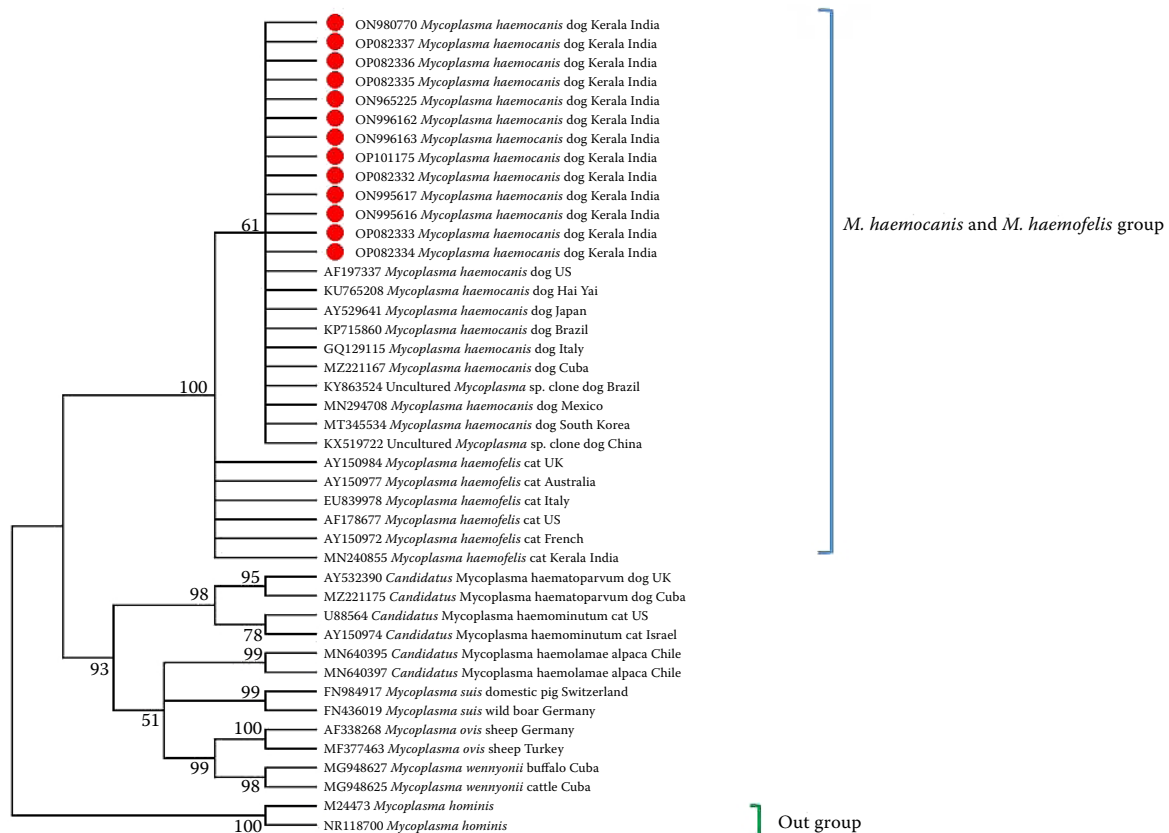 ON980770 Mycoplasma haemocanis dog Kerala India
OP082337 Mycoplasma haemocanis dog Kerala India
OP082336 Mycoplasma haemocanis dog Kerala India
OP082335 Mycoplasma haemocanis dog Kerala India
ON965225 Mycoplasma haemocanis dog Kerala India
ON996162 Mycoplasma haemocanis dog Kerala India
ON996163 Mycoplasma haemocanis dog Kerala India
OP101175 Mycoplasma haemocanis dog Kerala India
OP082332 Mycoplasma haemocanis dog Kerala India
ON995617 Mycoplasma haemocanis dog Kerala India
ON995616 Mycoplasma haemocanis dog Kerala India
61
M. haemocanis and M. haemofelis group
OP082333 Mycoplasma haemocanis dog Kerala India
OP082334 Mycoplasma haemocanis dog Kerala India
AF197337 Mycoplasma haemocanis dog US
KU765208 Mycoplasma haemocanis dog Hai Yai
AY529641 Mycoplasma haemocanis dog Japan
KP715860 Mycoplasma haemocanis dog Brazil
GQ129115 Mycoplasma haemocanis dog Italy
MZ221167 Mycoplasma haemocanis dog Cuba
100
KY863524 Uncultured Mycoplasma sp. clone dog Brazil
MN294708 Mycoplasma haemocanis dog Mexico
MT345534 Mycoplasma haemocanis dog South Korea
KX519722 Uncultured Mycoplasma sp. clone dog China
AY150984 Mycoplasma haemofelis cat UK
AY150977 Mycoplasma haemofelis cat Australia
EU839978 Mycoplasma haemofelis cat Italy
AF178677 Mycoplasma haemofelis cat US
AY150972 Mycoplasma haemofelis cat French
MN240855 Mycoplasma haemofelis cat Kerala India
95
AY532390 Candidatus Mycoplasma haematoparvum dog UK
98
MZ221175 Candidatus Mycoplasma haematoparvum dog Cuba
U88564 Candidatus Mycoplasma haemominutum cat US
78
AY150974 Candidatus Mycoplasma haemominutum cat Israel
99
MN640395 Candidatus Mycoplasma haemolamae alpaca Chile
93
MN640397 Candidatus Mycoplasma haemolamae alpaca Chile
99
FN984917 Mycoplasma suis domestic pig Switzerland
51
FN436019 Mycoplasma suis wild boar Germany
100
AF338268 Mycoplasma ovis sheep Germany
MF377463 Mycoplasma ovis sheep Turkey
99
MG948627 Mycoplasma wennyonii buffalo Cuba
98
MG948625 Mycoplasma wennyonii cattle Cuba
M24473 Mycoplasma hominis
100
NR118700 Mycoplasma hominis
Out group